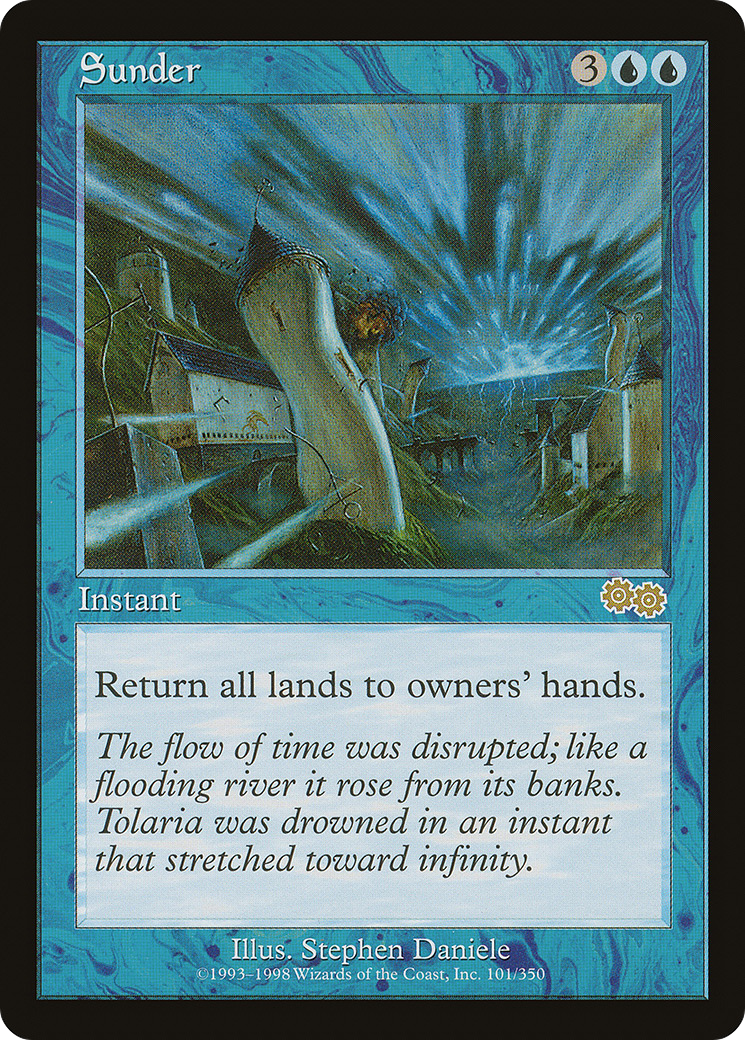 Sunder
3
Instant
Return all lands to owners’ hands.
The flow of time was disrupted; like a
flooding river it rose from its banks.
Tolaria was drowned in an instant
that stretched toward infinity.
Illus. Stephen Daniele
©1993–1998 Wizards of the Coast, Inc. 101/350